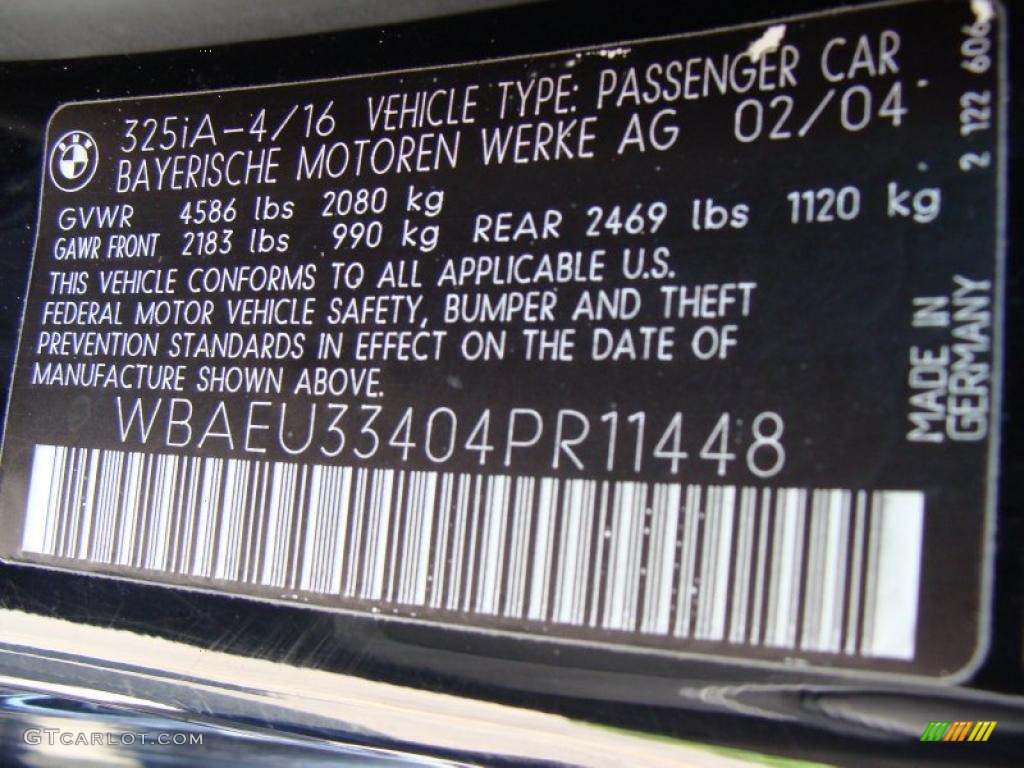 325iA-4/16 VEHICLE TYPE: PASSENGER CAR
BAYERISCHE MOTOREN WERKE AG 02/04
GVWR 4586 lbs 2080 kg
GAWR FRONT 2183 lbs 990 kg REAR 2469 lbs 1120 kg
THIS VEHICLE CONFORMS TO ALL APPLICABLE U.S.
FEDERAL MOTOR VEHICLE SAFETY, BUMPER AND THEFT
PREVENTION STANDARDS IN EFFECT ON THE DATE OF
MANUFACTURE SHOWN ABOVE.
WBAEU33404PR11448
2 122 606
MADE IN
GERMANY
GTCARLOT.COM